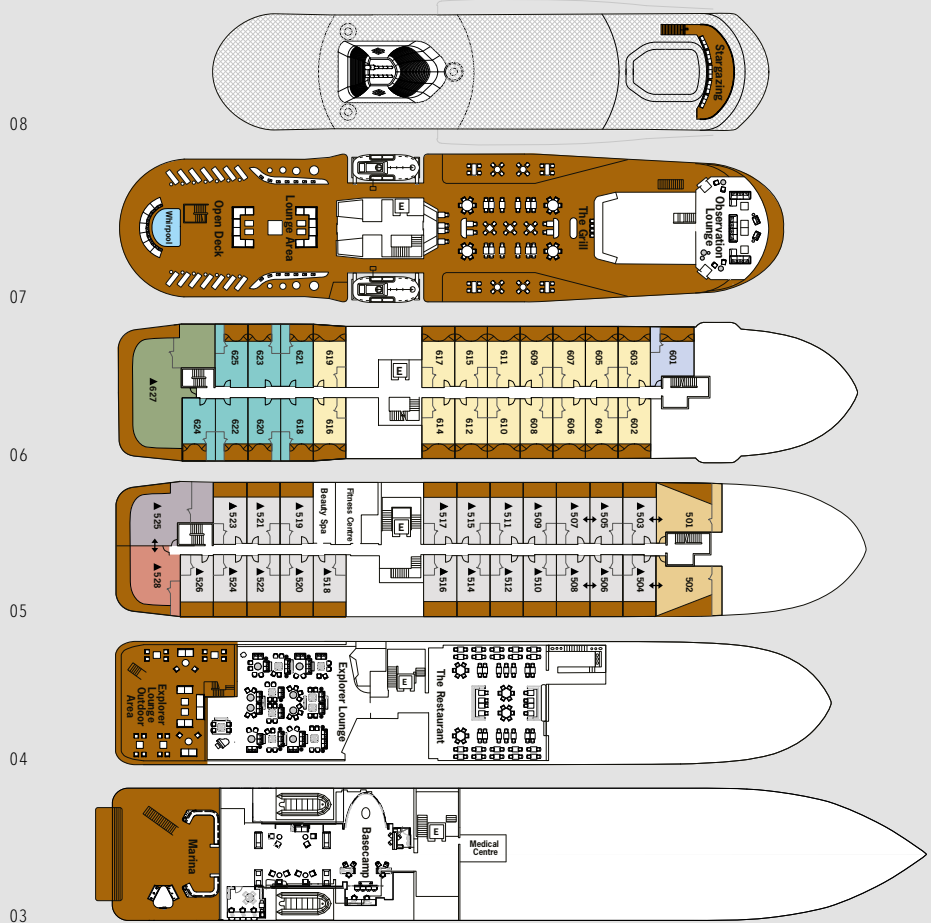 Stargazing
08
Whirpool
Open Deck
Lounge Area
E
The Grill
Observation
Lounge
07
▲627
625
623
621
619
E
617
615
611
609
607
605
603
601
624
622
620
618
616
614
612
610
608
606
604
602
06
▲525
▲523
▲521
▲519
Beauty Spa
Fitness Centre
E
▲517
▲515
▲511
▲509
▲507
▲505
▲503
501
▲528
▲526
▲524
▲522
▲520
▲518
▲516
▲514
▲512
▲510
▲508
▲506
▲504
502
05
Explorer
Lounge
Outdoor
Area
Explorer Lounge
E
The Restaurant
04
Marina
Basecamp
E
Medical
Centre
03